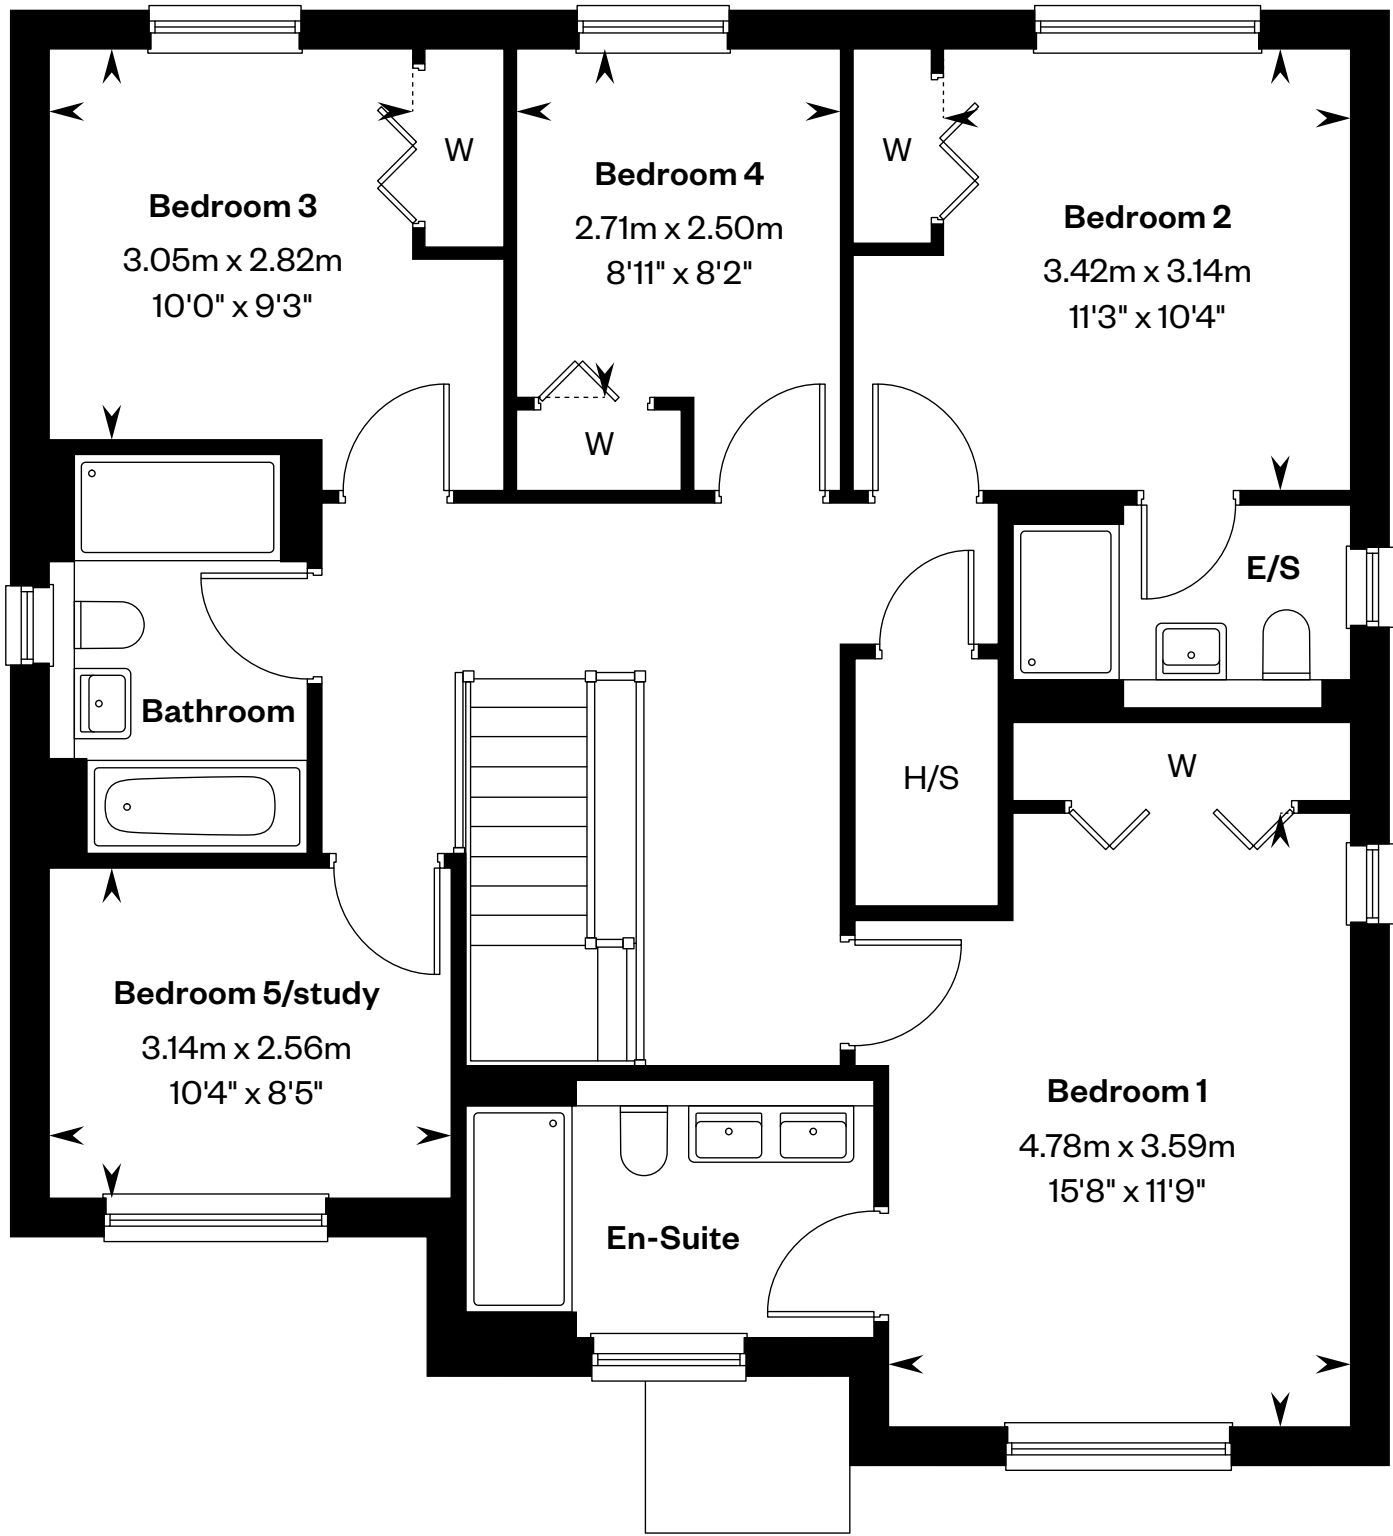 W
W
Bedroom 3
3.05m x 2.82m
10'0" x 9'3"
Bedroom 4
2.71m x 2.50m
8'11" x 8'2"
Bedroom 2
3.42m x 3.14m
11'3" x 10'4"
W
E/S
Bathroom
H/S
W
Bedroom 5/study
3.14m x 2.56m
10'4" x 8'5"
Bedroom 1
4.78m x 3.59m
15'8" x 11'9"
En-Suite